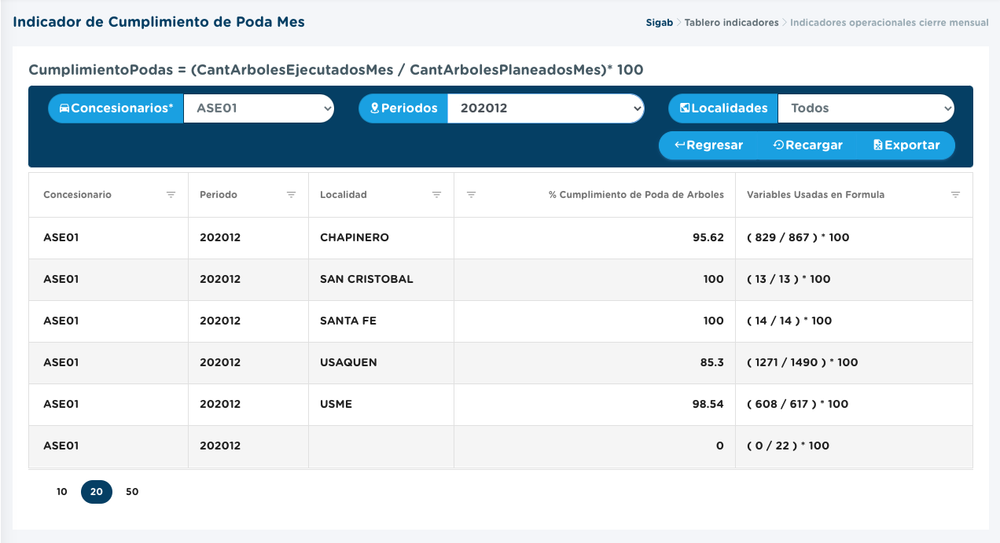 Indicador de Cumplimiento de Poda Mes
Sigab > Tablero indicadores > Indicadores operacionales cierre mensual
CumplimientoPodas = (CantArbolesEjecutadosMes / CantArbolesPlaneadosMes)* 100
Concesionarios* ASE01 Periodos 202012 Localidades Todos
Regresar Recargar Exportar
Concesionario Periodo Localidad % Cumplimiento de Poda de Arboles Variables Usadas en Formula
ASE01 202012 CHAPINERO 95.62 ( 829 / 867 ) * 100
ASE01 202012 SAN CRISTOBAL 100 ( 13 / 13 ) * 100
ASE01 202012 SANTA FE 100 ( 14 / 14 ) * 100
ASE01 202012 USAQUEN 85.3 ( 1271 / 1490 ) * 100
ASE01 202012 USME 98.54 ( 608 / 617 ) * 100
ASE01 202012 0 ( 0 / 22 ) * 100
10 20 50